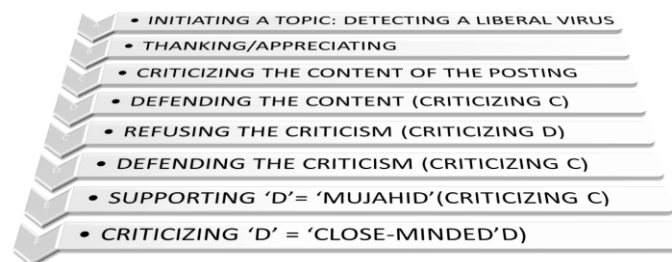 • INITIATING A TOPIC: DETECTING A LIBERAL VIRUS
• THANKING/APPRECIATING
• CRITICIZING THE CONTENT OF THE POSTING
• DEFENDING THE CONTENT (CRITICIZING C)
• REFUSING THE CRITICISM (CRITICIZING D)
• DEFENDING THE CRITICISM (CRITICIZING C)
• SUPPORTING ‘D’= ‘MUJAHID’(CRITICIZING C)
• CRITICIZING ‘D’ = ‘CLOSE-MINDED’D)